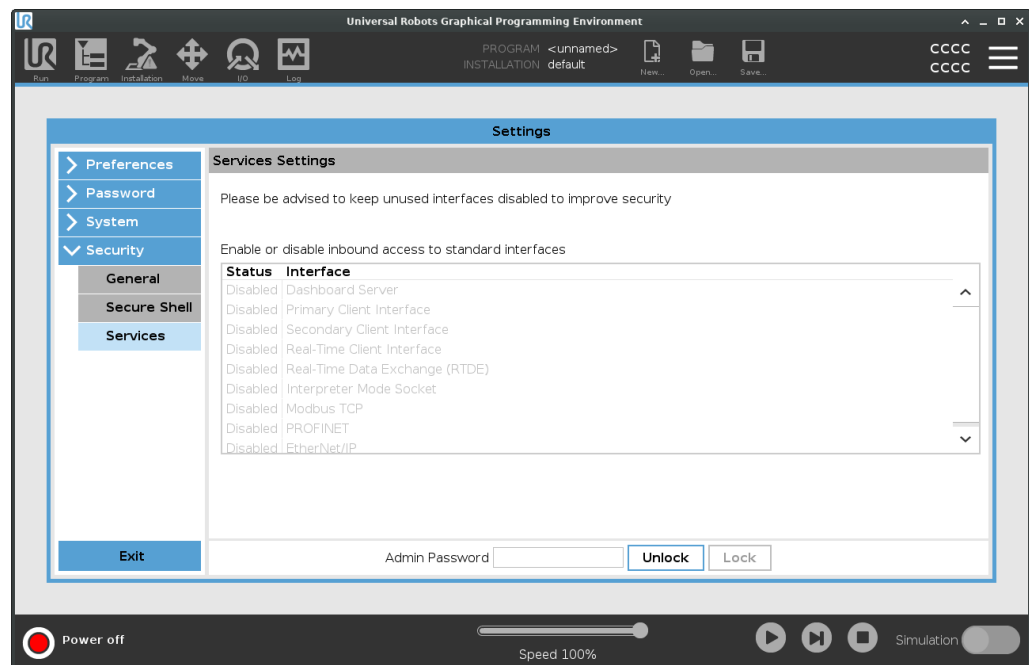 Universal Robots Graphical Programming Environment
UR
Run
Program
Installation
Move
I/O
Log
PROGRAM <unnamed>
INSTALLATION default
New...
Open...
Save...
CCCC
CCCC
Settings
Preferences
Password
System
Security
General
Secure Shell
Services
Exit
Services Settings
Please be advised to keep unused interfaces disabled to improve security
Enable or disable inbound access to standard interfaces
Status Interface
Disabled Dashboard Server
Disabled Primary Client Interface
Disabled Secondary Client Interface
Disabled Real-Time Client Interface
Disabled Real-Time Data Exchange (RTDE)
Disabled Interpreter Mode Socket
Disabled Modbus TCP
Disabled PROFINET
Disabled EtherNet/IP
Admin Password Unlock Lock
Power off
Speed 100%
Simulation